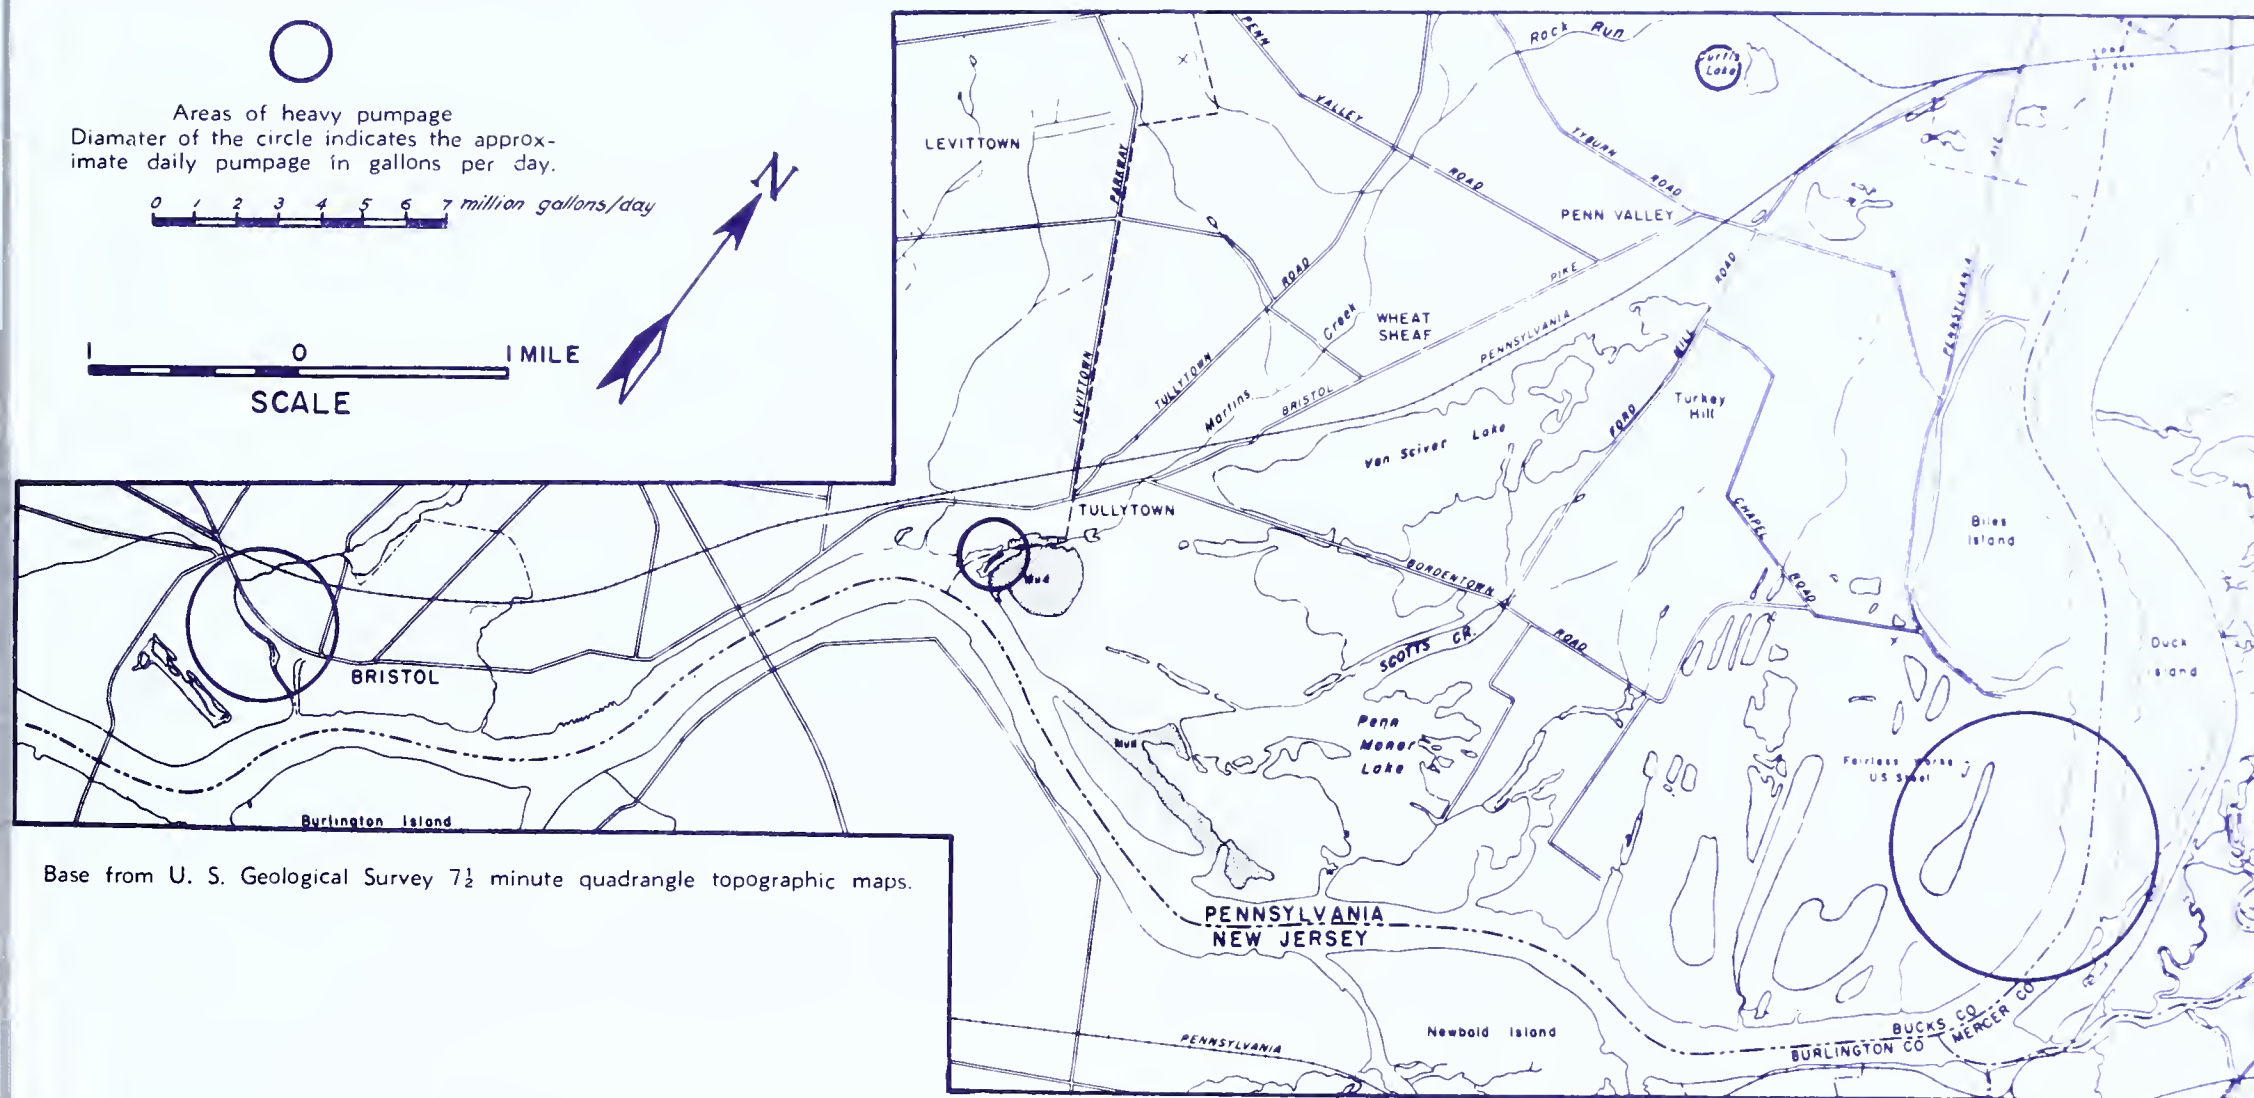 Areas of heavy pumpage
Diamater of the circle indicates the approx-
imate daily pumpage in gallons per day.
0 1 2 3 4 5 6 7 million gallons/day
N
1 0 1 MILE
SCALE
PENN
VALLEY
ROAD
ROCK Run
Curtis
Lake
LEVITTOWN
PARKWAY
TYBURN
ROAD
PENN VALLEY
ROAD
PIKE
Creek
WHEAT
SHEAF
PENNSYLVANIA
PENNSYLVANIA
LEVITTOWN
TULLYTOWN
ROAD
Martins
BRISTOL
MILL
FORD
Turkey
Hill
Van Sciver Lake
TULLYTOWN
CHAPEL
ROAD
Biles
Island
Mud
BORDENTOWN
ROAD
SCOTTS CR.
Duck
Island
BRISTOL
Penn
Manor
Lake
Mud
Fairless Works
U S Steel
Burlington Island
Base from U. S. Geological Survey 7½ minute quadrangle topographic maps.
PENNSYLVANIA
NEW JERSEY
Newbold Island
PENNSYLVANIA
BUCKS CO
BURLINGTON CO
MERCER CO